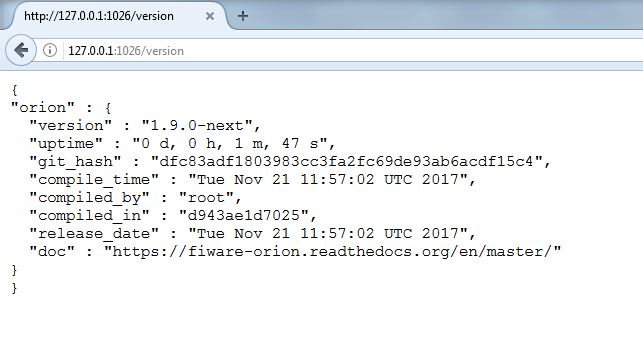 http://127.0.0.1:1026/version
127.0.0.1:1026/version
{
"orion" : {
"version" : "1.9.0-next",
"uptime" : "0 d, 0 h, 1 m, 47 s",
"git_hash" : "dfc83adf1803983cc3fa2fc69de93ab6acdf15c4",
"compile_time" : "Tue Nov 21 11:57:02 UTC 2017",
"compiled_by" : "root",
"compiled_in" : "d943ae1d7025",
"release_date" : "Tue Nov 21 11:57:02 UTC 2017",
"doc" : "https://fiware-orion.readthedocs.org/en/master/"
}
}